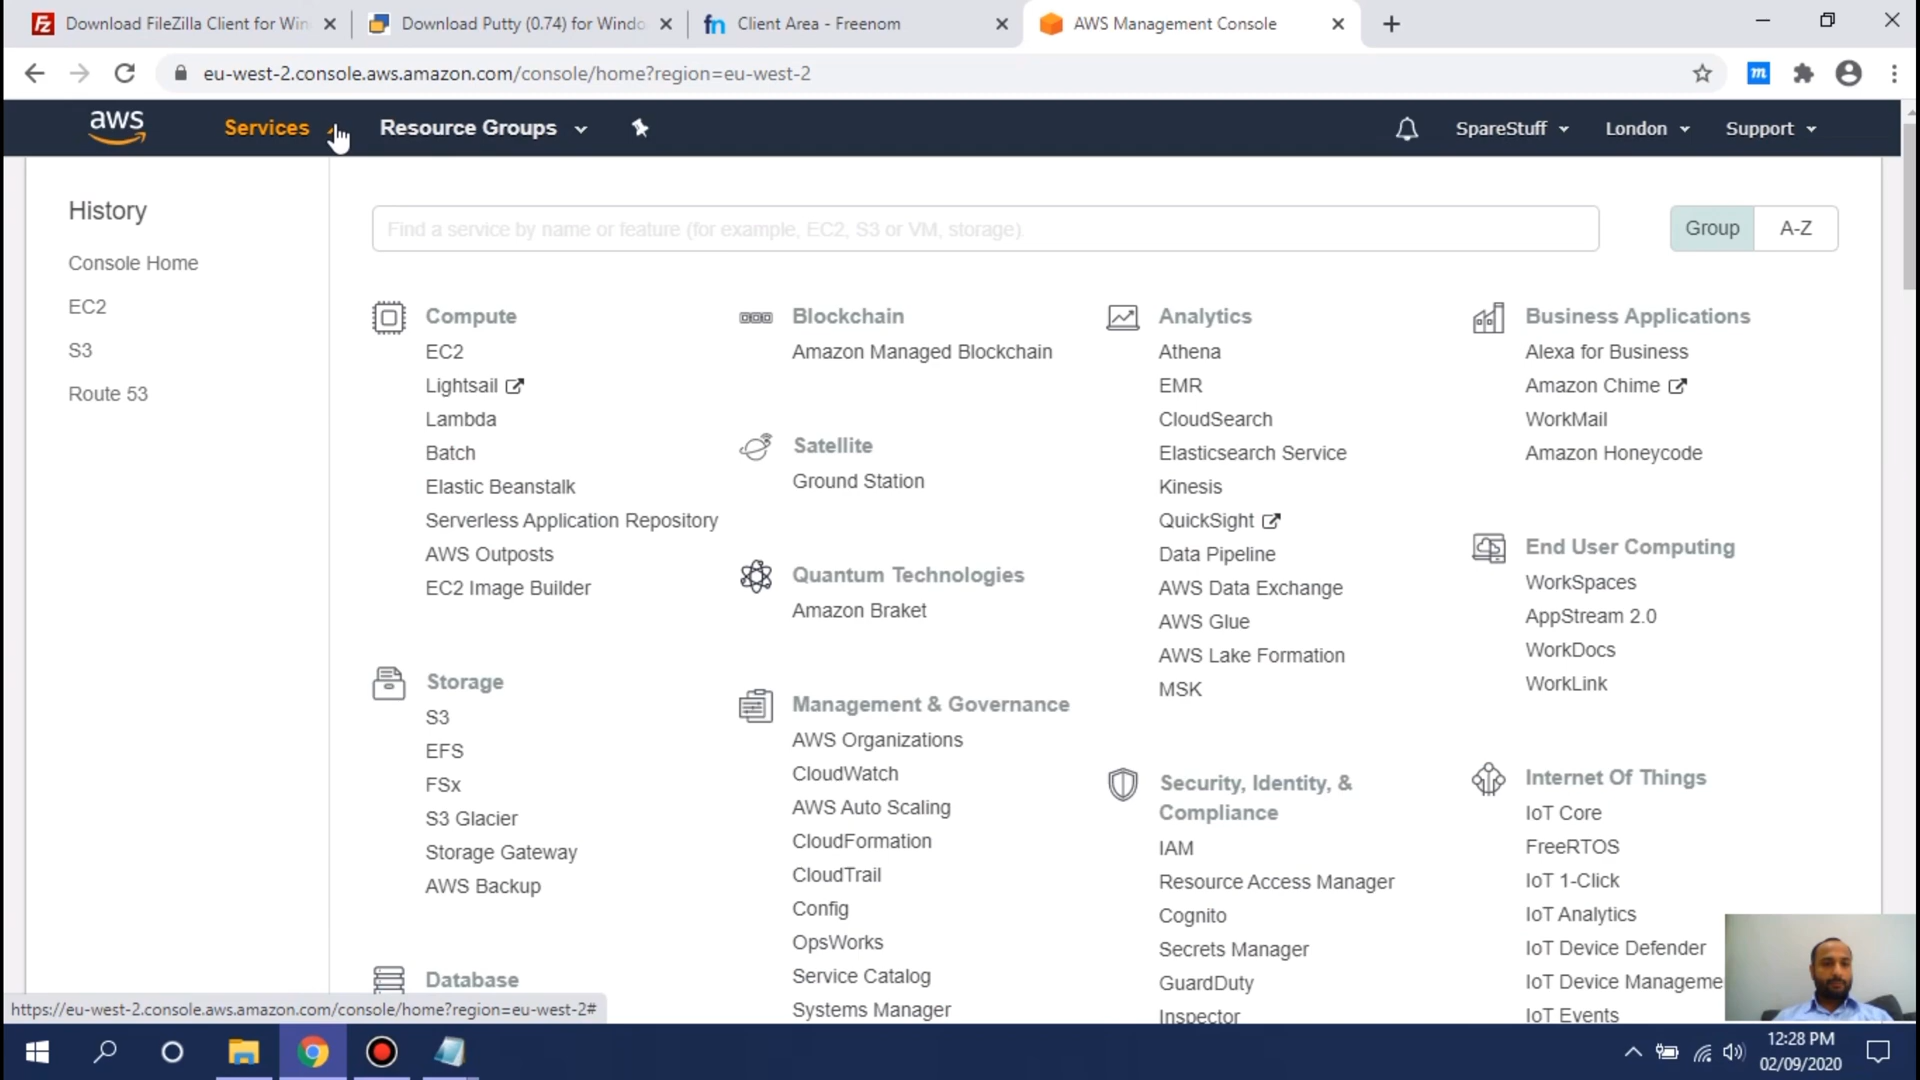 Download FileZilla Client for Win
Download Putty (0.74) for Windo
Client Area - Freenom
AWS Management Console
eu-west-2.console.aws.amazon.com/console/home?region=eu-west-2
aws
Services
Resource Groups
SpareStuff
London
Support
History
Console Home
EC2
S3
Route 53
Find a service by name or feature (for example, EC2, S3 or VM, storage).
Group
A-Z
Compute
EC2
Lightsail
Lambda
Batch
Elastic Beanstalk
Serverless Application Repository
AWS Outposts
EC2 Image Builder
Storage
S3
EFS
FSx
S3 Glacier
Storage Gateway
AWS Backup
Database
Blockchain
Amazon Managed Blockchain
Satellite
Ground Station
Quantum Technologies
Amazon Braket
Management & Governance
AWS Organizations
CloudWatch
AWS Auto Scaling
CloudFormation
CloudTrail
Config
OpsWorks
Service Catalog
Systems Manager
Analytics
Athena
EMR
CloudSearch
Elasticsearch Service
Kinesis
QuickSight
Data Pipeline
AWS Data Exchange
AWS Glue
AWS Lake Formation
MSK
Security, Identity, &
Compliance
IAM
Resource Access Manager
Cognito
Secrets Manager
GuardDuty
Inspector
Business Applications
Alexa for Business
Amazon Chime
WorkMail
Amazon Honeycode
End User Computing
WorkSpaces
AppStream 2.0
WorkDocs
WorkLink
Internet Of Things
IoT Core
FreeRTOS
IoT 1-Click
IoT Analytics
IoT Device Defender
IoT Device Manageme
IoT Events
https://eu-west-2.console.aws.amazon.com/console/home?region=eu-west-2#
12:28 PM
02/09/2020